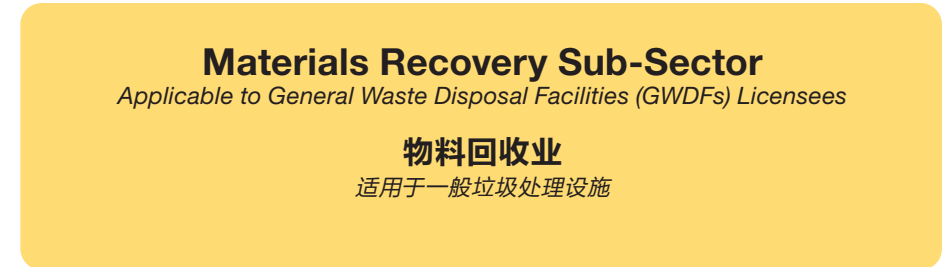 Materials Recovery Sub-Sector
Applicable to General Waste Disposal Facilities (GWDFs) Licensees
物料回收业
适用于一般垃圾处理设施